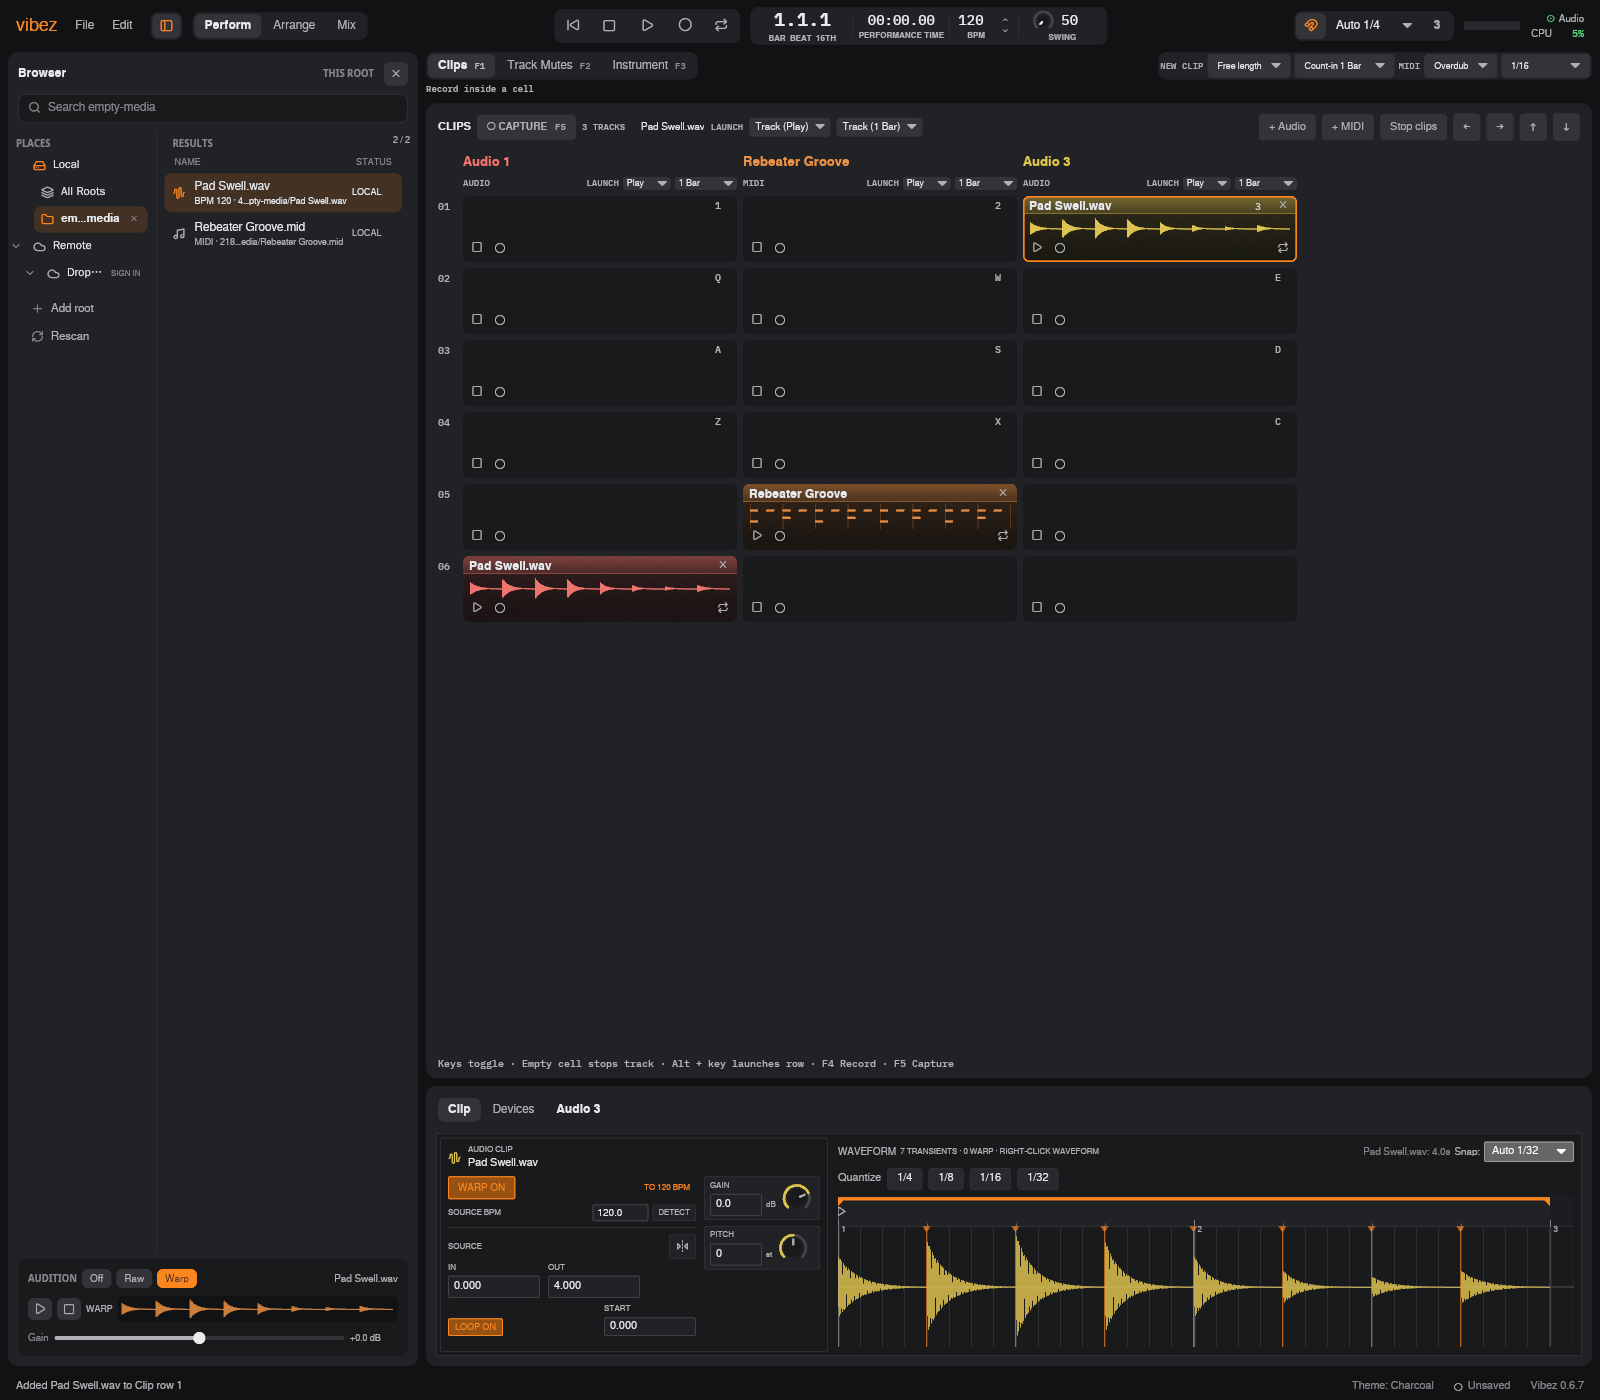 vibez File Edit Perform Arrange Mix
1.1.1 00:00.00 120 50
BAR BEAT 16TH PERFORMANCE TIME BPM SWING
Auto 1/4 3 Audio
CPU 5%
Browser THIS ROOT
Search empty-media
PLACES
Local
All Roots
em...media
Remote
Drop··· SIGN IN
Add root
Rescan
RESULTS 2/2
NAME STATUS
Pad Swell.wav LOCAL
BPM 120 · 4...pty-media/Pad Swell.wav
Rebeater Groove.mid LOCAL
MIDI · 218...edia/Rebeater Groove.mid
AUDITION Off Raw Warp Pad Swell.wav
WARP
Gain +0.0 dB
Clips F1 Track Mutes F2 Instrument F3
NEW CLIP Free length Count-in 1 Bar MIDI Overdub 1/16
Record inside a cell
CLIPS CAPTURE F5 3 TRACKS Pad Swell.wav LAUNCH Track (Play) Track (1 Bar)
+ Audio + MIDI Stop clips ← → ↑ ↓
Audio 1 Rebeater Groove Audio 3
AUDIO LAUNCH Play 1 Bar MIDI LAUNCH Play 1 Bar AUDIO LAUNCH Play 1 Bar
01 1 2 Pad Swell.wav 3
02 Q W E
03 A S D
04 Z X C
05 Rebeater Groove
06 Pad Swell.wav
Keys toggle · Empty cell stops track · Alt + key launches row · F4 Record · F5 Capture
Clip Devices Audio 3
AUDIO CLIP
Pad Swell.wav
WARP ON TO 120 BPM
SOURCE BPM 120.0 DETECT
SOURCE
IN OUT
0.000 4.000
START
LOOP ON 0.000
GAIN
0.0 dB
PITCH
0 st
WAVEFORM 7 TRANSIENTS · 0 WARP · RIGHT-CLICK WAVEFORM
Pad Swell.wav: 4.0s Snap: Auto 1/32
Quantize 1/4 1/8 1/16 1/32
1 2 3
Added Pad Swell.wav to Clip row 1
Theme: Charcoal Unsaved Vibez 0.6.7